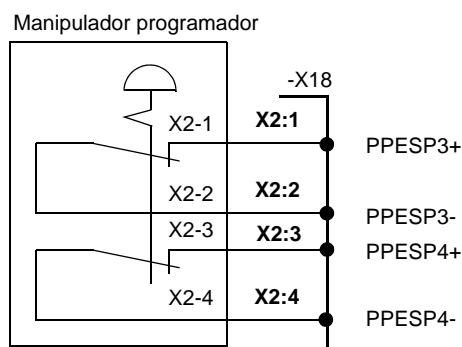 Manipulador programador
-X18
X2-1 X2:1 PPESP3+
X2-2 X2:2 PPESP3-
X2-3 X2:3 PPESP4+
X2-4 X2:4 PPESP4-